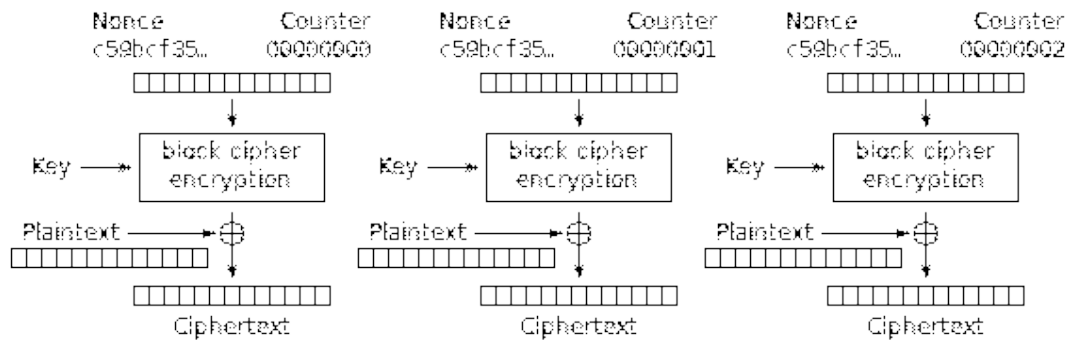 Nonce Counter Nonce Counter Nonce Counter
c59bcf35… 00000000 c59bcf35… 00000001 c59bcf35… 00000002
Key block cipher encryption Key block cipher encryption Key block cipher encryption
Plaintext Plaintext Plaintext
Ciphertext Ciphertext Ciphertext